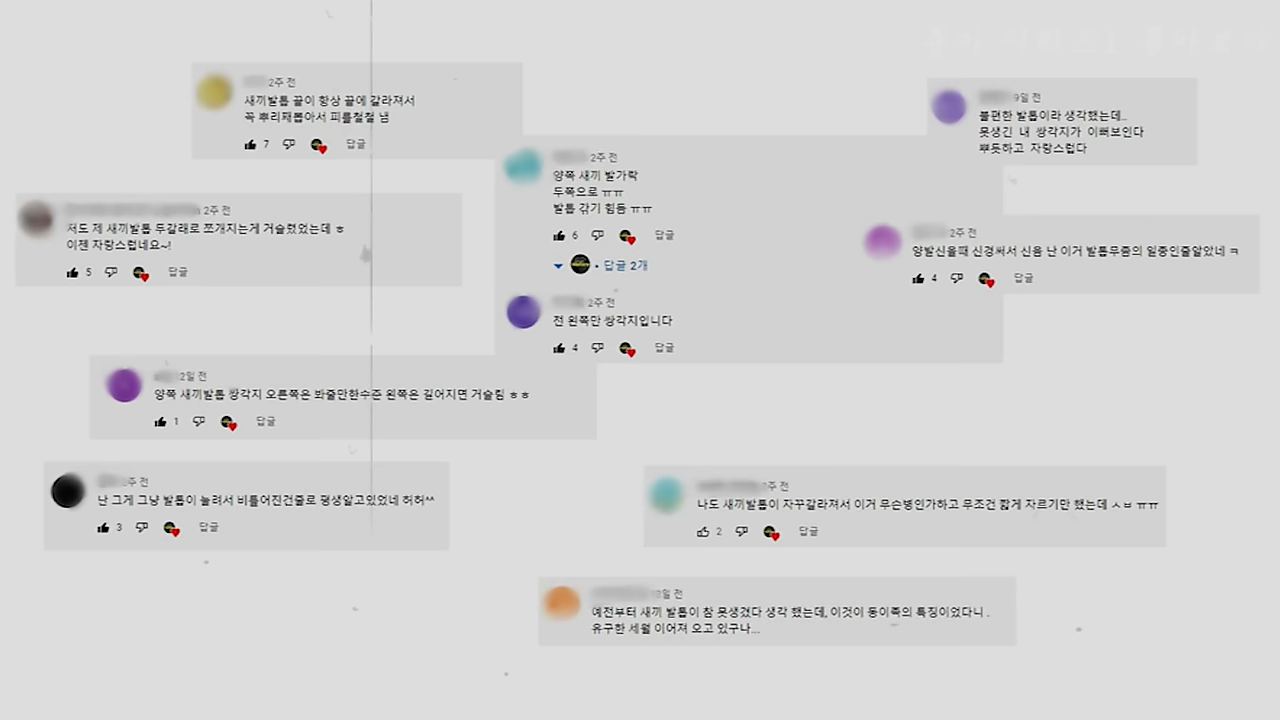 2주 전
새끼발톱 끝이 항상 끝에 갈라져서
꼭 뿌리째뽑아서 피를철철 냄
7
답글
9일 전
불편한 발톱이라 생각했는데..
못생긴 내 쌍각지가 이뻐보인다
뿌듯하고 자랑스럽다
2주 전
양쪽 새끼 발가락
두쪽으로 ㅠㅠ
발톱 깎기 힘듬 ㅠㅠ
6
답글
답글 2개
2주 전
저도 제 새끼발톱 두갈래로 쪼개지는게 거슬렸었는데 ㅎ
이젠 자랑스럽네요~!
5
답글
2주 전
양발신을때 신경써서 신음 난 이거 발톱무좀의 일종인줄알았네 ㅋ
4
답글
2주 전
전 왼쪽만 쌍각지입니다
4
답글
2일 전
양쪽 새끼발톱 쌍각지 오른쪽은 봐줄만한수준 왼쪽은 길어지면 거슬림 ㅎㅎ
1
답글
주 전
난 그게 그냥 발톱이 눌려서 비틀어진건줄로 평생알고있었네 허허^^
3
답글
주 전
나도 새끼발톱이 자꾸갈라져서 이거 무슨병인가하고 무조건 짧게 자르기만 했는데 ㅅㅂ ㅠㅠ
2
답글
일 전
예전부터 새끼 발톱이 참 못생겼다 생각 했는데, 이것이 동이족의 특징이었다니 .
유구한 세월 이어져 오고 있구나...